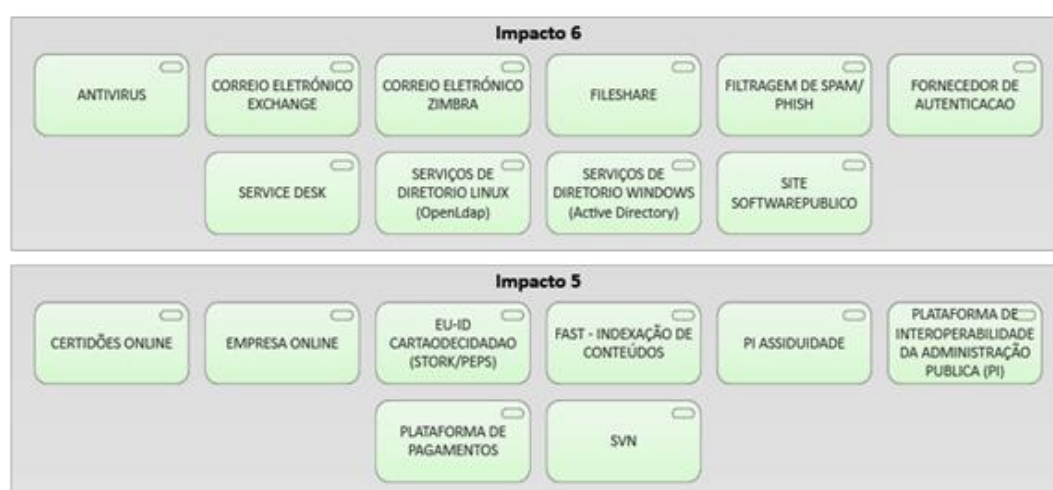 Impacto 6
ANTIVIRUS
CORREIO ELETRÓNICO
EXCHANGE
CORREIO ELETRÓNICO
ZIMBRA
FILESHARE
FILTRAGEM DE SPAM/
PHISH
FORNECEDOR DE
AUTENTICACAO
SERVICE DESK
SERVIÇOS DE
DIRETORIO LINUX
(OpenLdap)
SERVIÇOS DE
DIRETORIO WINDOWS
(Active Directory)
SITE
SOFTWAREPUBLICO
Impacto 5
CERTIDÕES ONLINE
EMPRESA ONLINE
EU-ID
CARTAODECIDADAO
(STORK/PEPS)
FAST - INDEXAÇÃO DE
CONTEÚDOS
PI ASSIDUIDADE
PLATAFORMA DE
INTEROPERABILIDADE
DA ADMINISTRAÇÃO
PUBLICA (PI)
PLATAFORMA DE
PAGAMENTOS
SVN